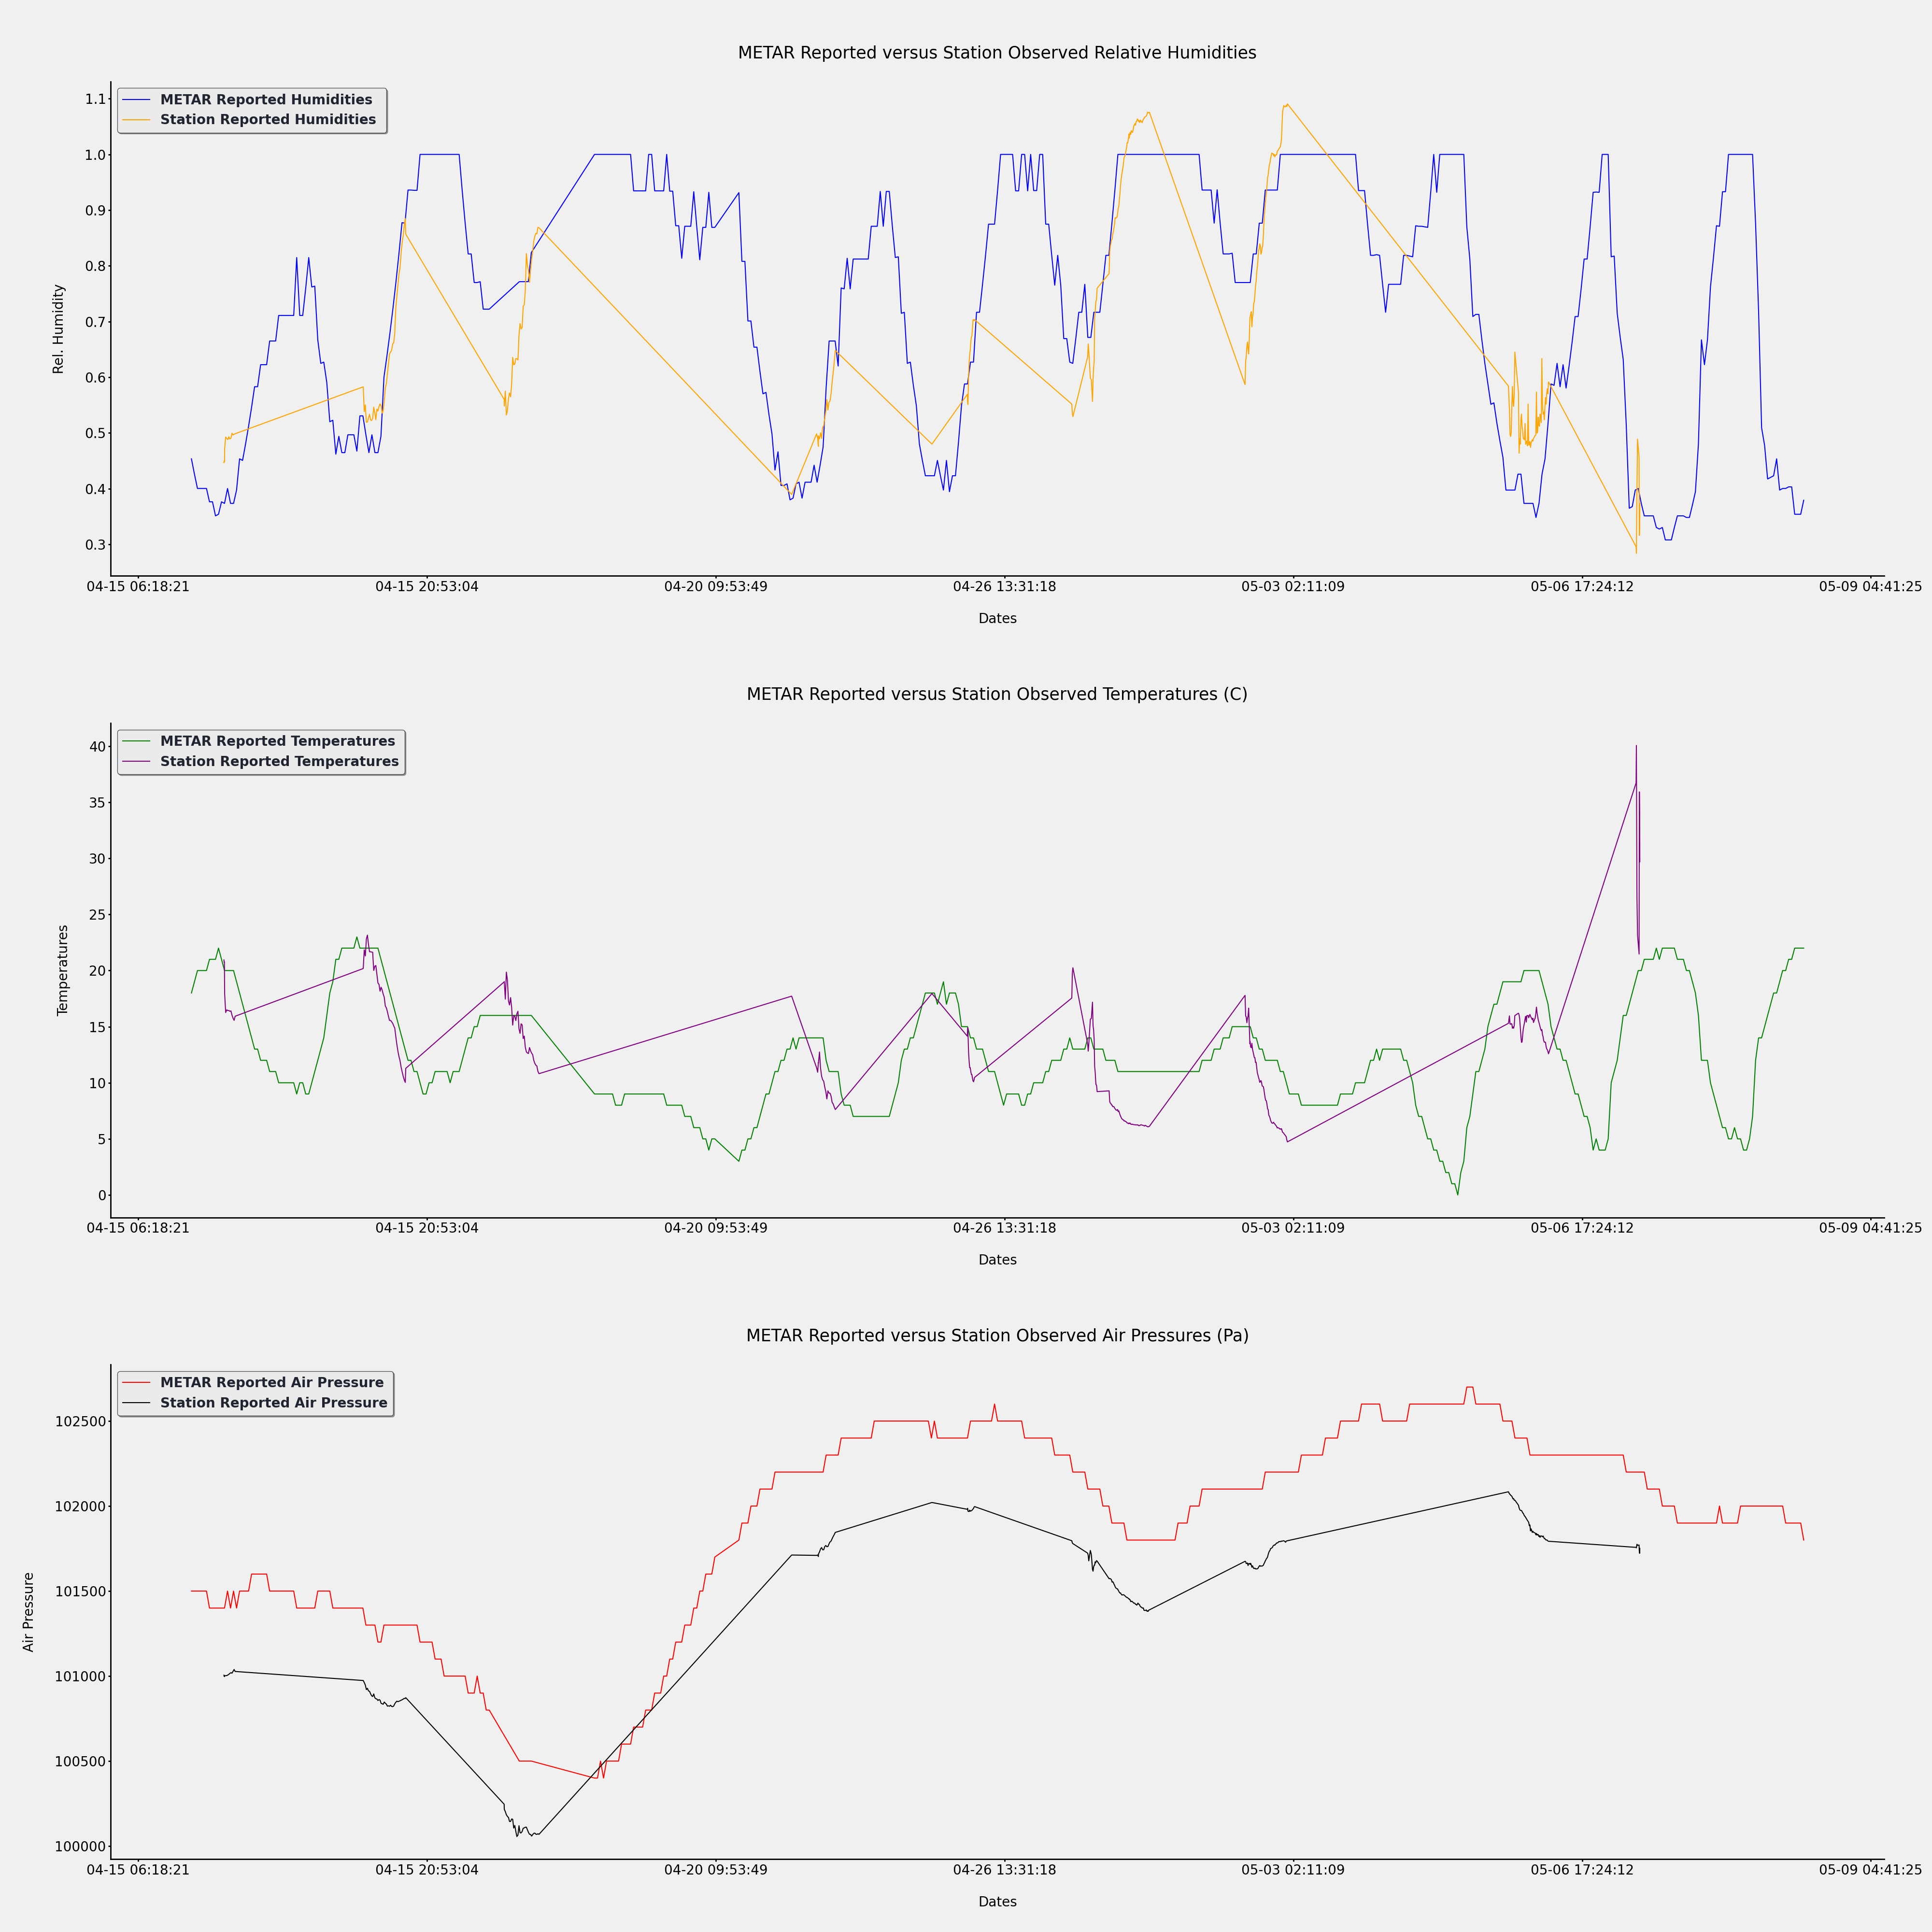 METAR Reported versus Station Observed Relative Humidities
METAR Reported Humidities
Station Reported Humidities
1.1
1.0
0.9
0.8
0.7
0.6
0.5
0.4
0.3
Rel. Humidity
04-15 06:18:21 04-15 20:53:04 04-20 09:53:49 04-26 13:31:18 05-03 02:11:09 05-06 17:24:12 05-09 04:41:25
Dates
METAR Reported versus Station Observed Temperatures (C)
METAR Reported Temperatures
Station Reported Temperatures
40
35
30
25
20
15
10
5
0
Temperatures
04-15 06:18:21 04-15 20:53:04 04-20 09:53:49 04-26 13:31:18 05-03 02:11:09 05-06 17:24:12 05-09 04:41:25
Dates
METAR Reported versus Station Observed Air Pressures (Pa)
METAR Reported Air Pressure
Station Reported Air Pressure
102500
102000
101500
101000
100500
100000
Air Pressure
04-15 06:18:21 04-15 20:53:04 04-20 09:53:49 04-26 13:31:18 05-03 02:11:09 05-06 17:24:12 05-09 04:41:25
Dates